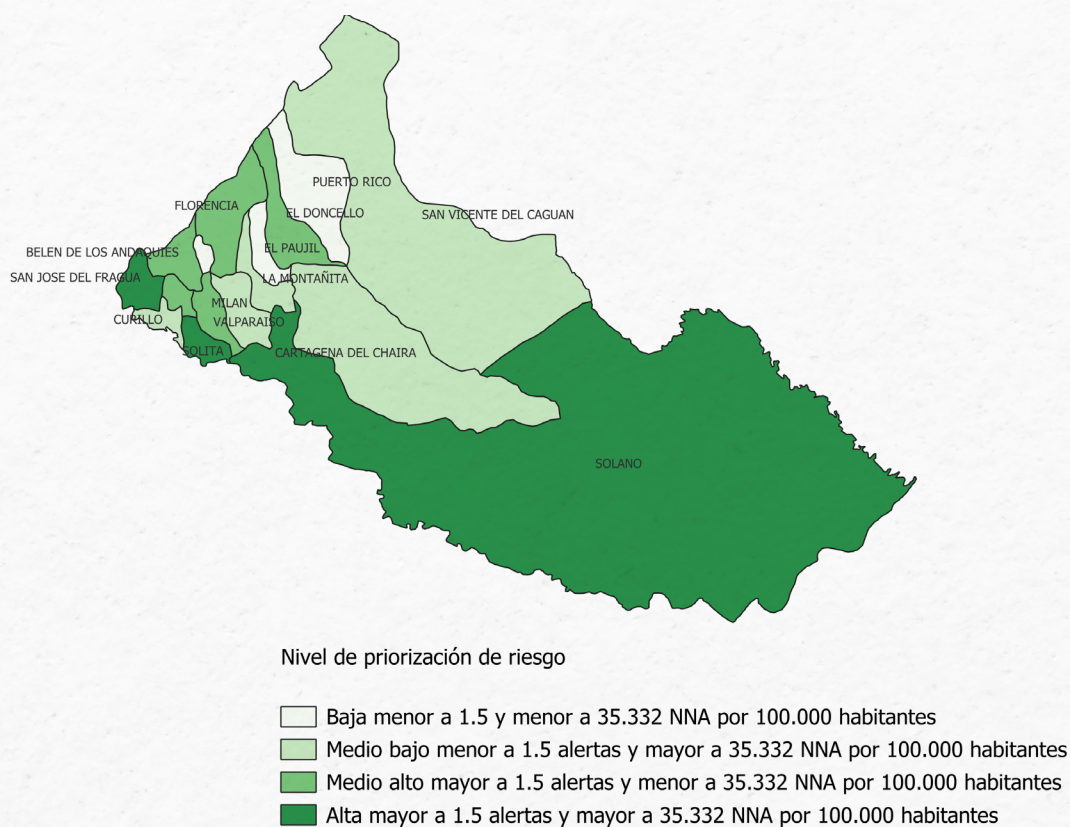 PUERTO RICO
FLORENCIA
EL DONCELLO
SAN VICENTE DEL CAGUAN
BELEN DE LOS ANDAQUIES
EL PAUJIL
SAN JOSE DEL FRAGUA
LA MONTAÑITA
MILAN
CURILLO
VALPARAISO
SOLITA
CARTAGENA DEL CHAIRA
SOLANO
Nivel de priorización de riesgo
Baja menor a 1.5 y menor a 35.332 NNA por 100.000 habitantes
Medio bajo menor a 1.5 alertas y mayor a 35.332 NNA por 100.000 habitantes
Medio alto mayor a 1.5 alertas y menor a 35.332 NNA por 100.000 habitantes
Alta mayor a 1.5 alertas y mayor a 35.332 NNA por 100.000 habitantes